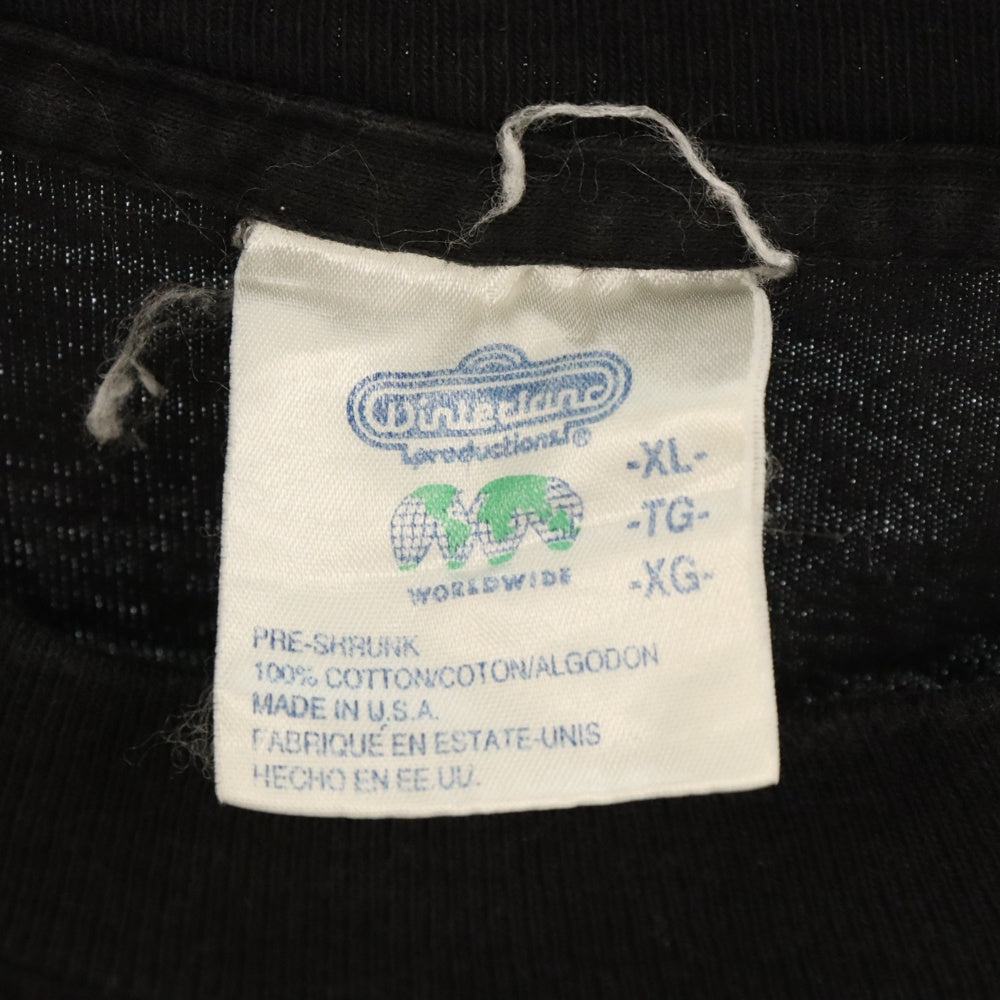 Winterland
productions®
-XL-
-TG-
-XG-
WORLDWIDE
PRE-SHRUNK
100% COTTON/COTON/ALGODON
MADE IN U.S.A.
FABRIQUÉ EN ESTATE-UNIS
HECHO EN EE.UU.